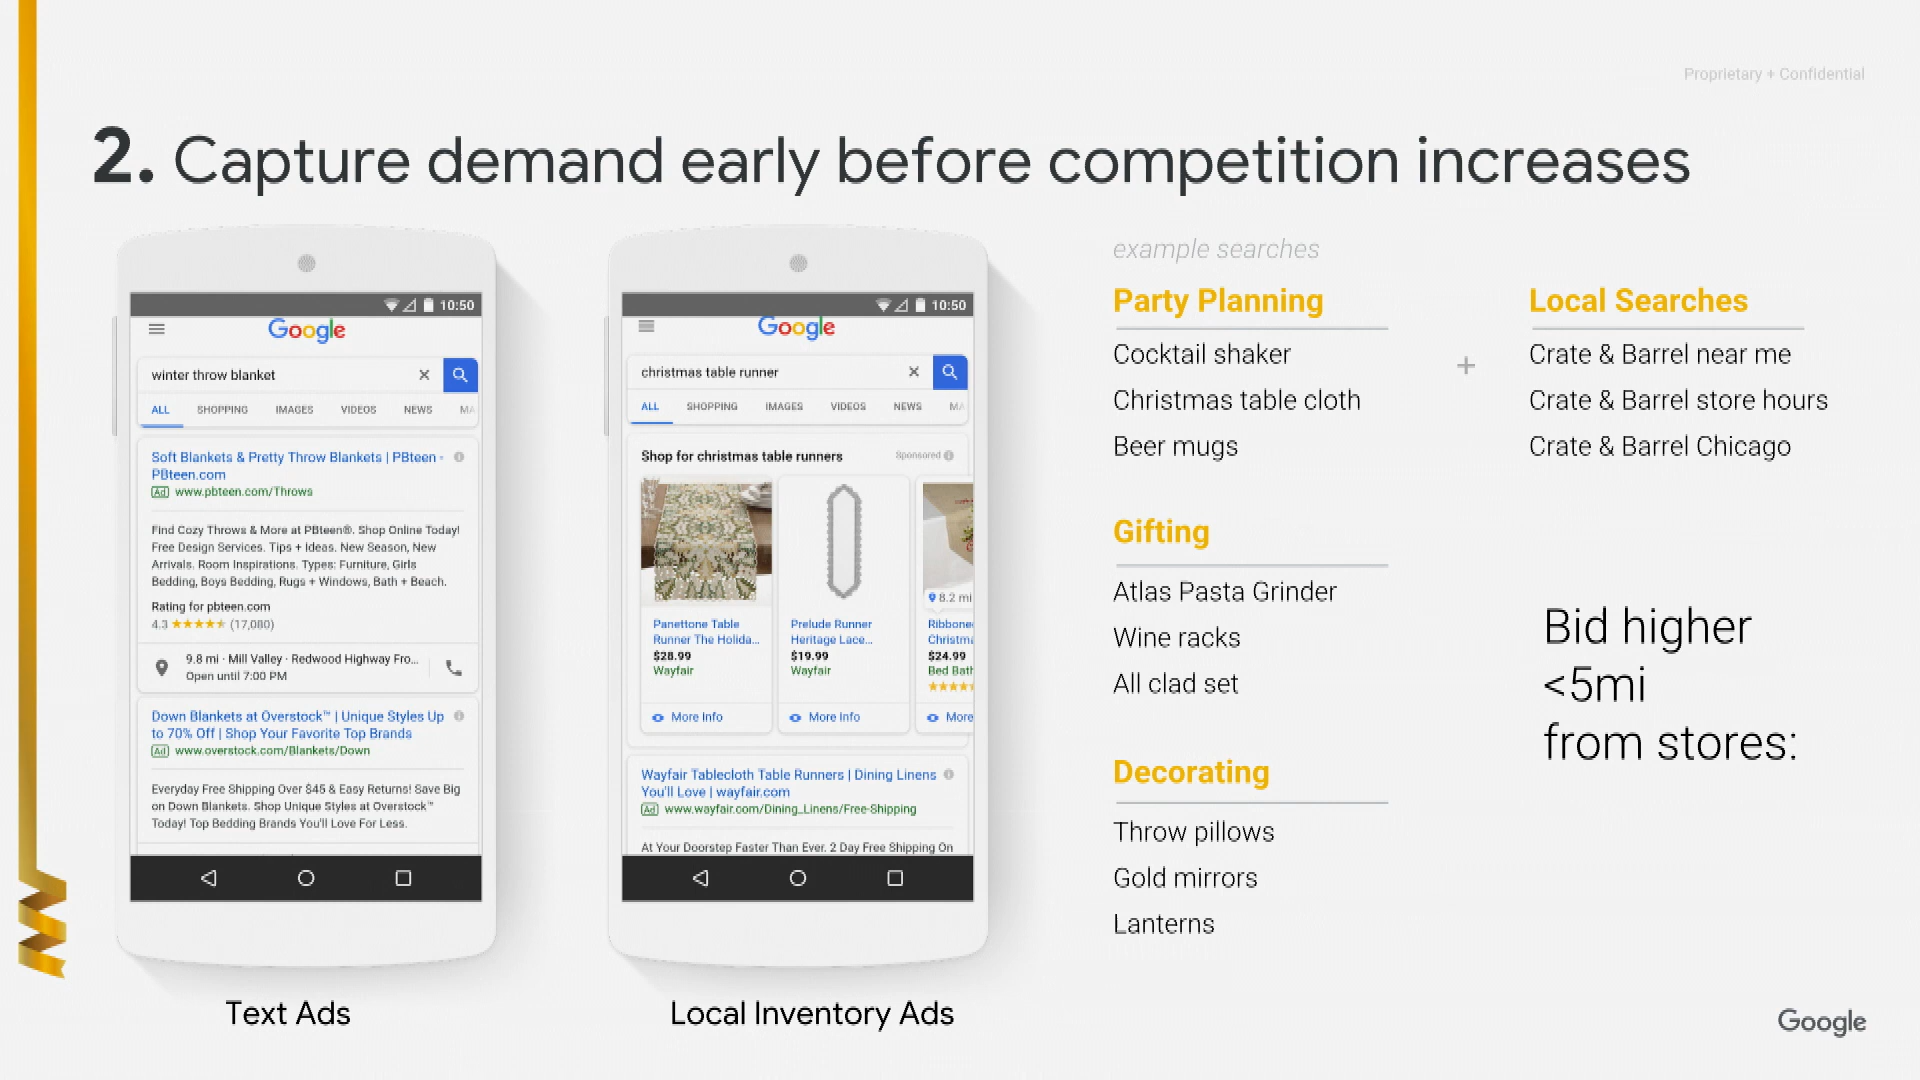 Proprietary + Confidential
2. Capture demand early before competition increases
10:50
Google
winter throw blanket
ALL SHOPPING IMAGES VIDEOS NEWS MA
Soft Blankets & Pretty Throw Blankets | PBteen -
PBteen.com
Ad www.pbteen.com/Throws
Find Cozy Throws & More at PBteen®. Shop Online Today!
Free Design Services. Tips + Ideas. New Season, New
Arrivals. Room Inspirations. Types: Furniture, Girls
Bedding, Boys Bedding, Rugs + Windows, Bath + Beach.
Rating for pbteen.com
4.3 ★★★★★ (17,080)
9.8 mi · Mill Valley · Redwood Highway Fro...
Open until 7:00 PM
Down Blankets at Overstock™ | Unique Styles Up
to 70% Off | Shop Your Favorite Top Brands
Ad www.overstock.com/Blankets/Down
Everyday Free Shipping Over $45 & Easy Returns! Save Big
on Down Blankets. Shop Unique Styles at Overstock™
Today! Top Bedding Brands You'll Love For Less.
Text Ads
10:50
Google
christmas table runner
ALL SHOPPING IMAGES VIDEOS NEWS MA
Shop for christmas table runners Sponsored
8.2 mi
Panettone Table
Runner The Holida...
$28.99
Wayfair
More Info
Prelude Runner
Heritage Lace...
$19.99
Wayfair
More Info
Ribbone
Christma
$24.99
Bed Bath
★★★★★
More
Wayfair Tablecloth Table Runners | Dining Linens
You'll Love | wayfair.com
Ad www.wayfair.com/Dining_Linens/Free-Shipping
At Your Doorstep Faster Than Ever. 2 Day Free Shipping On
Local Inventory Ads
example searches
Party Planning
Cocktail shaker
Christmas table cloth
Beer mugs
Gifting
Atlas Pasta Grinder
Wine racks
All clad set
Decorating
Throw pillows
Gold mirrors
Lanterns
+
Local Searches
Crate & Barrel near me
Crate & Barrel store hours
Crate & Barrel Chicago
Bid higher
<5mi
from stores:
Google